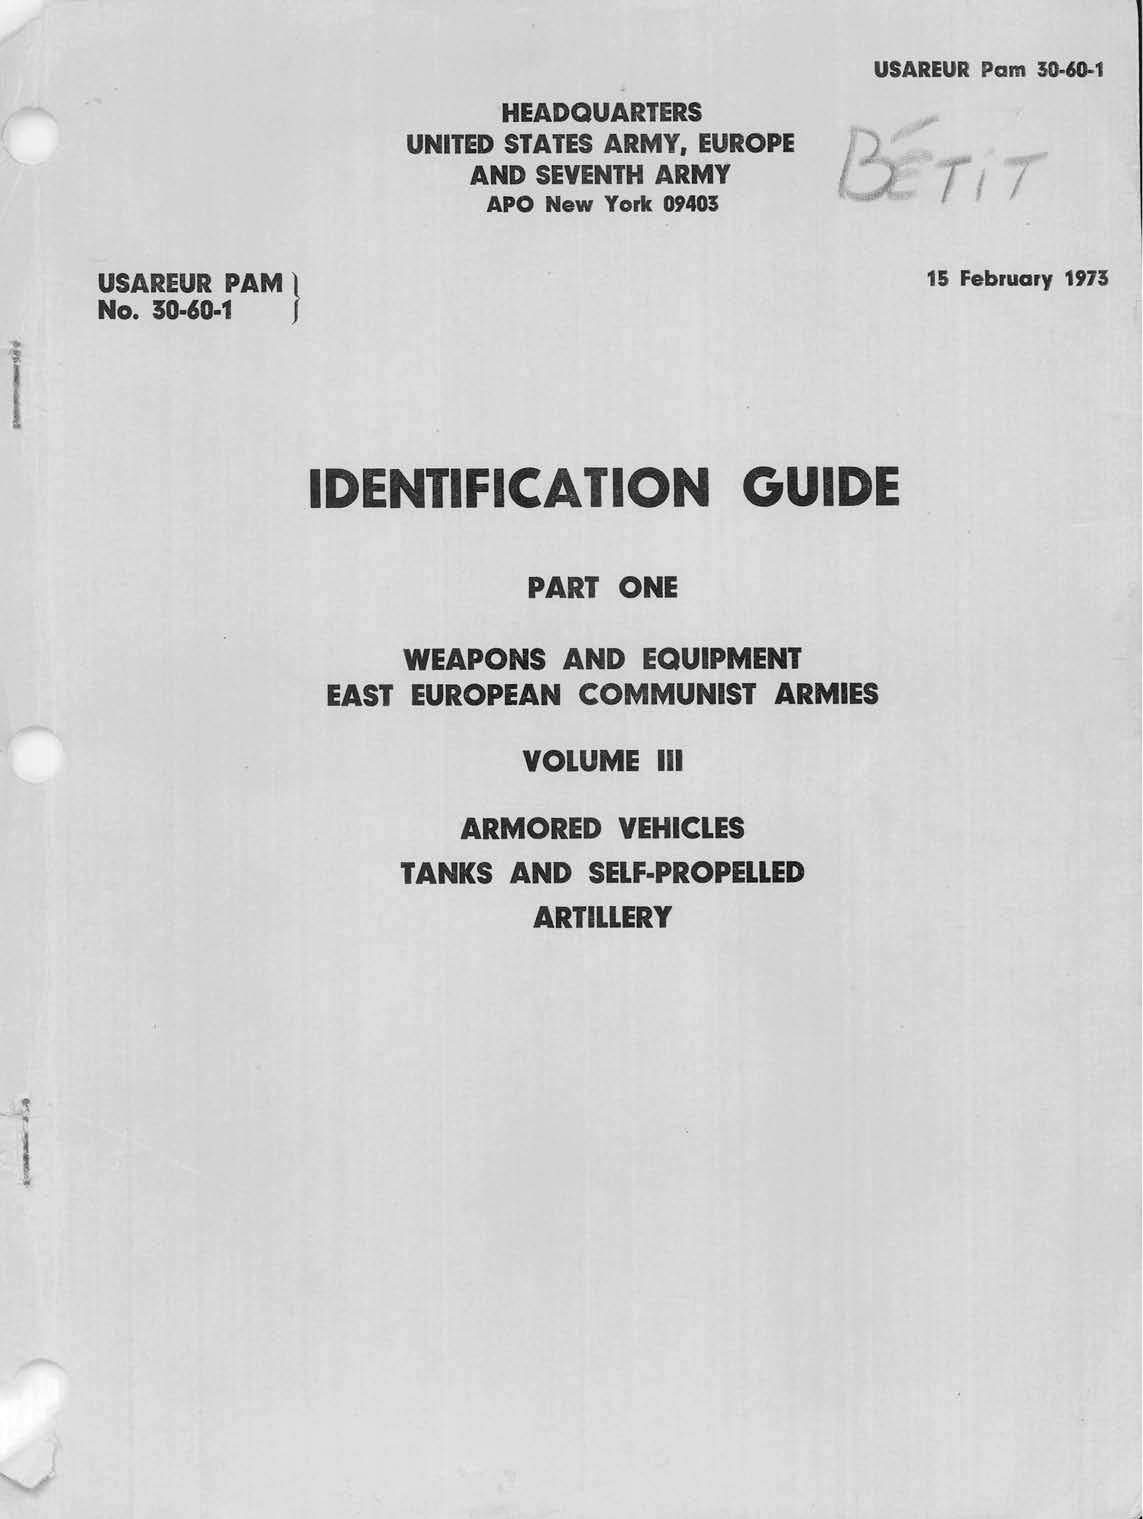 USAREUR Pam 30-60-1
HEADQUARTERS
UNITED STATES ARMY, EUROPE
AND SEVENTH ARMY
APO New York 09403
BÉTIT
USAREUR PAM
No. 30-60-1
15 February 1973
IDENTIFICATION GUIDE
PART ONE
WEAPONS AND EQUIPMENT
EAST EUROPEAN COMMUNIST ARMIES
VOLUME III
ARMORED VEHICLES
TANKS AND SELF-PROPELLED
ARTILLERY